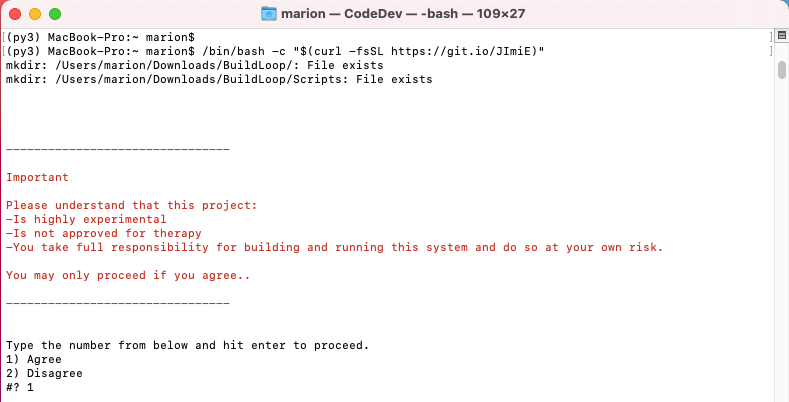 marion — CodeDev — -bash — 109×27
[(py3) MacBook-Pro:~ marion$ ]
[(py3) MacBook-Pro:~ marion$ /bin/bash -c "$(curl -fsSL https://git.io/JImiE)" ]
mkdir: /Users/marion/Downloads/BuildLoop/: File exists
mkdir: /Users/marion/Downloads/BuildLoop/Scripts: File exists
--------------------------------
Important
Please understand that this project:
-Is highly experimental
-Is not approved for therapy
-You take full responsibility for building and running this system and do so at your own risk.
You may only proceed if you agree..
--------------------------------
Type the number from below and hit enter to proceed.
1) Agree
2) Disagree
#? 1